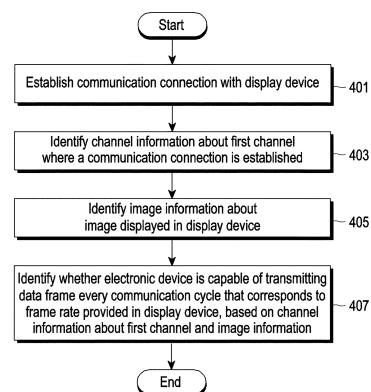 Start
Establish communication connection with display device
401
Identify channel information about first channel
where a communication connection is established
403
Identify image information about
image displayed in display device
405
Identify whether electronic device is capable of transmitting
data frame every communication cycle that corresponds to
frame rate provided in display device, based on channel
information about first channel and image information
407
End